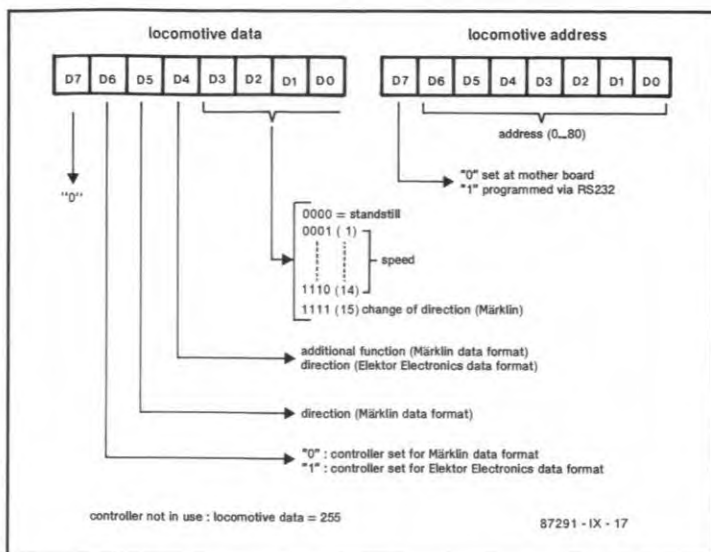 locomotive data
locomotive address
D7 D6 D5 D4 D3 D2 D1 D0
D7 D6 D5 D4 D3 D2 D1 D0
address (0...80)
"0"
"0" set at mother board
"1" programmed via RS232
0000 = standstill
0001 ( 1)
speed
1110 (14)
1111 (15) change of direction (Märklin)
additional function (Märklin data format)
direction (Elektor Electronics data format)
direction (Märklin data format)
"0" : controller set for Märklin data format
"1" : controller set for Elektor Electronics data format
controller not in use : locomotive data = 255
87291 - IX - 17